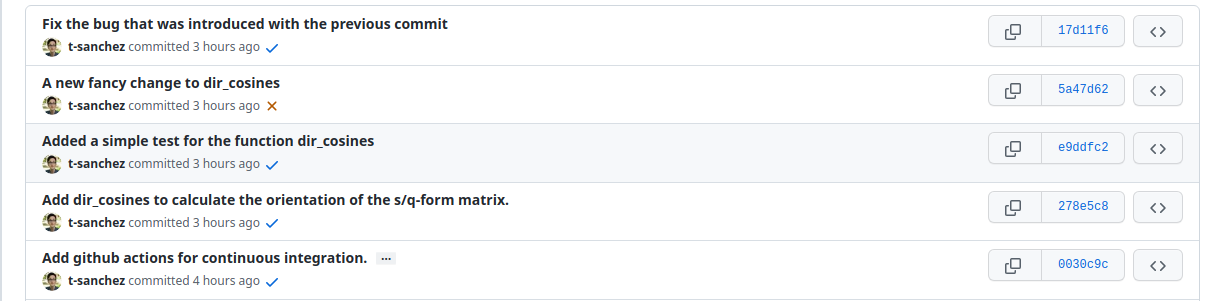 Fix the bug that was introduced with the previous commit
17d11f6
t-sanchez committed 3 hours ago
A new fancy change to dir_cosines
5a47d62
t-sanchez committed 3 hours ago
Added a simple test for the function dir_cosines
e9ddfc2
t-sanchez committed 3 hours ago
Add dir_cosines to calculate the orientation of the s/q-form matrix.
278e5c8
t-sanchez committed 3 hours ago
Add github actions for continuous integration. ...
0030c9c
t-sanchez committed 4 hours ago